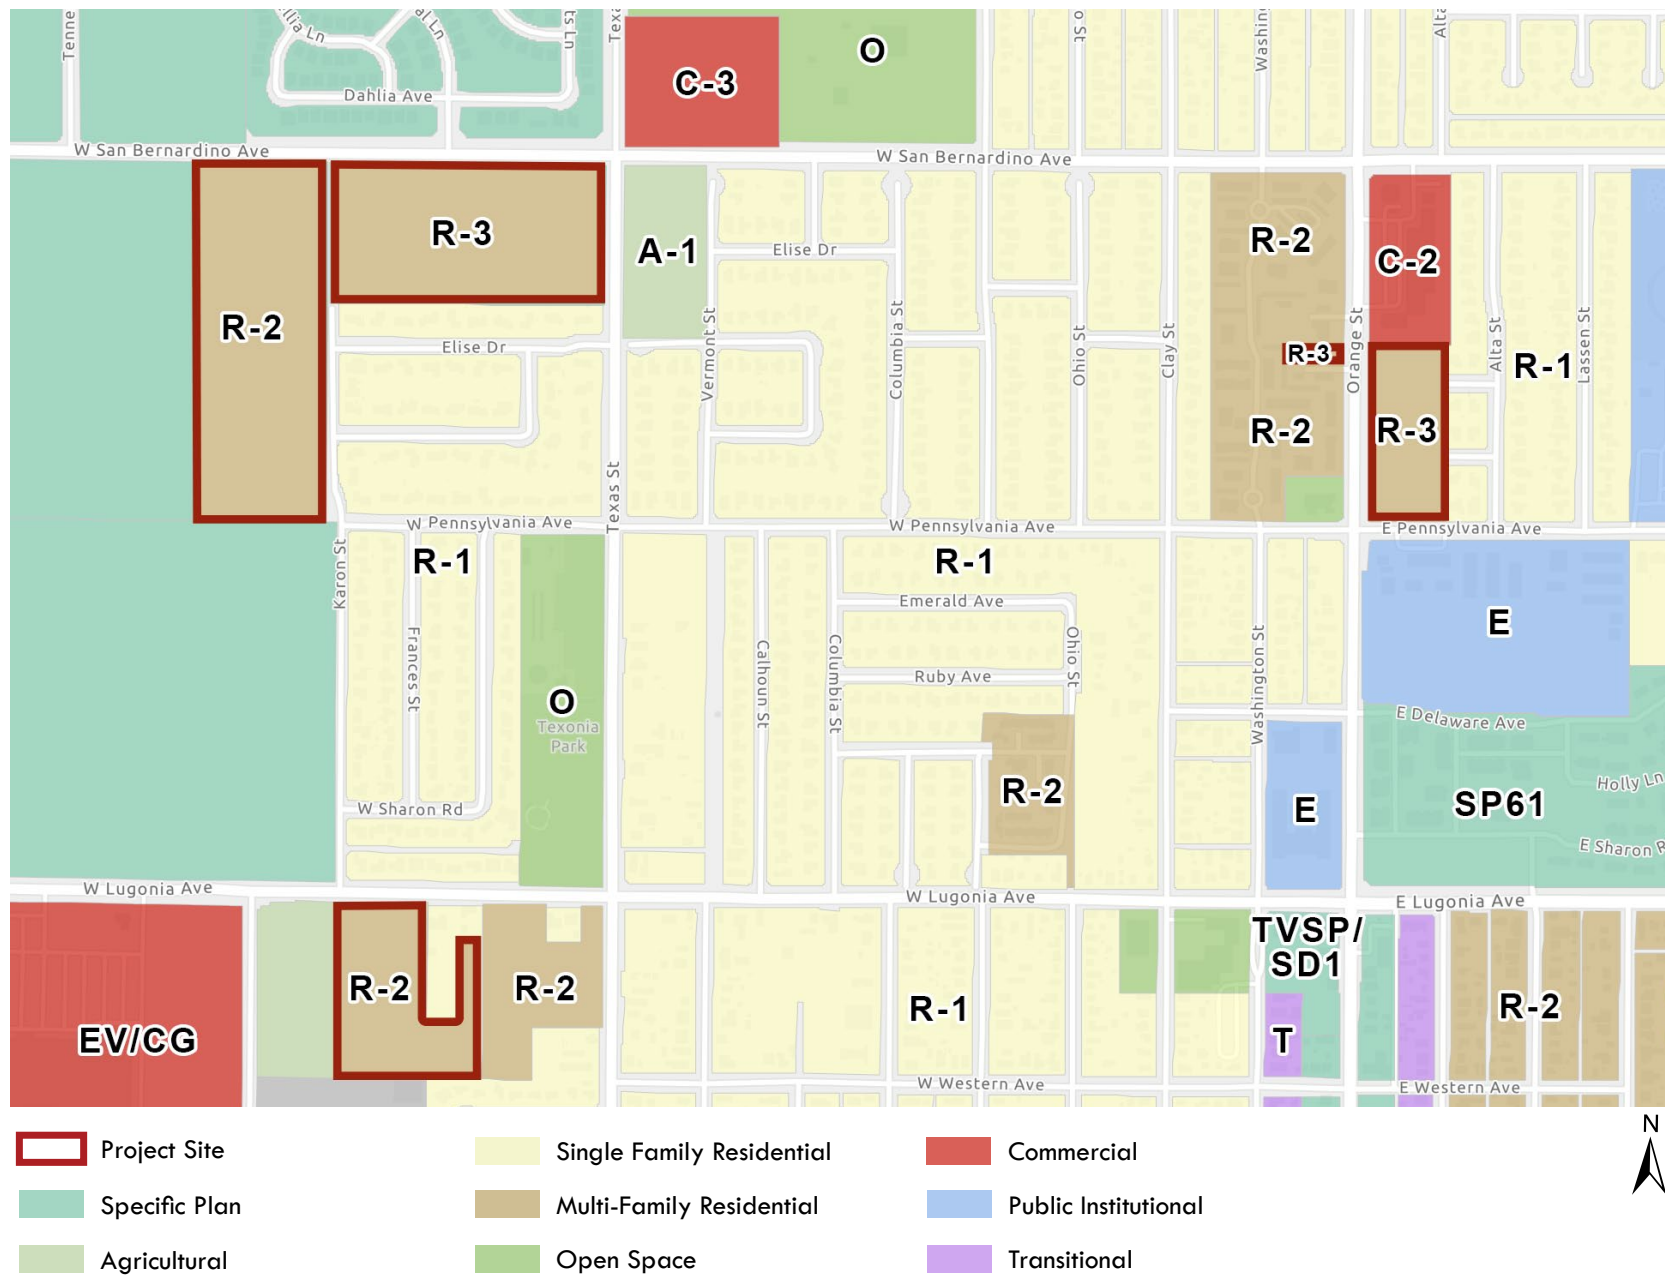 Tenne
Dahlia Ave
C-3
O
W San Bernardino Ave
W San Bernardino Ave
R-3
A-1
Elise Dr
R-2
C-2
R-2
Elise Dr
Vermont St
Columbia St
Ohio St
Clay St
R-3
Orange St
Alta St
R-1
Lassen St
R-2
R-3
Texas St
W Pennsylvania Ave
W Pennsylvania Ave
E Pennsylvania Ave
Karon St
R-1
R-1
Emerald Ave
E
Frances St
Calhoun St
Columbia St
Ohio St
Ruby Ave
Washington St
O
Texonia
Park
E Delaware Ave
R-2
Holly Ln
W Sharon Rd
E
SP61
E Sharon R
W Lugonia Ave
W Lugonia Ave
E Lugonia Ave
TVSP/
SD1
R-2
R-2
R-1
R-2
EV/CG
T
W Western Ave
E Western Ave
N
Project Site
Single Family Residential
Commercial
Specific Plan
Multi-Family Residential
Public Institutional
Agricultural
Open Space
Transitional